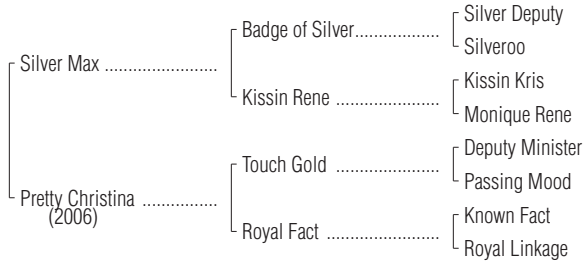 Silver Deputy
Badge of Silver..................
Silveroo
Silver Max ........................
Kissin Kris
Kissin Rene ......................
Monique Rene
Deputy Minister
Touch Gold ......................
Passing Mood
Pretty Christina ................
(2006)
Known Fact
Royal Fact ........................
Royal Linkage